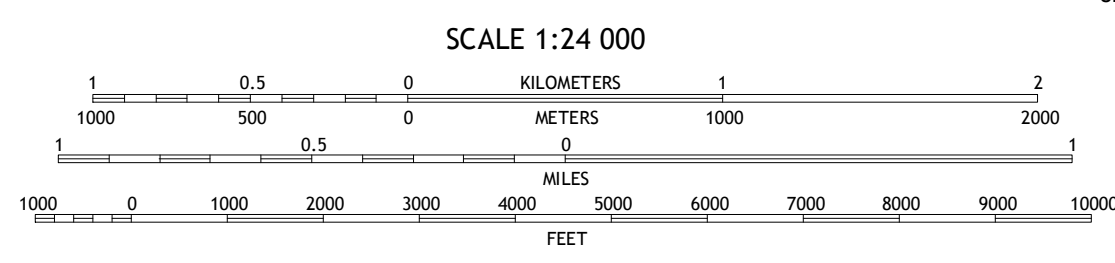 SCALE 1:24 000
1 0.5 0 KILOMETERS 1 2
1000 500 0 METERS 1000 2000
1 0.5 0 1
MILES
1000 0 1000 2000 3000 4000 5000 6000 7000 8000 9000 10000
FEET